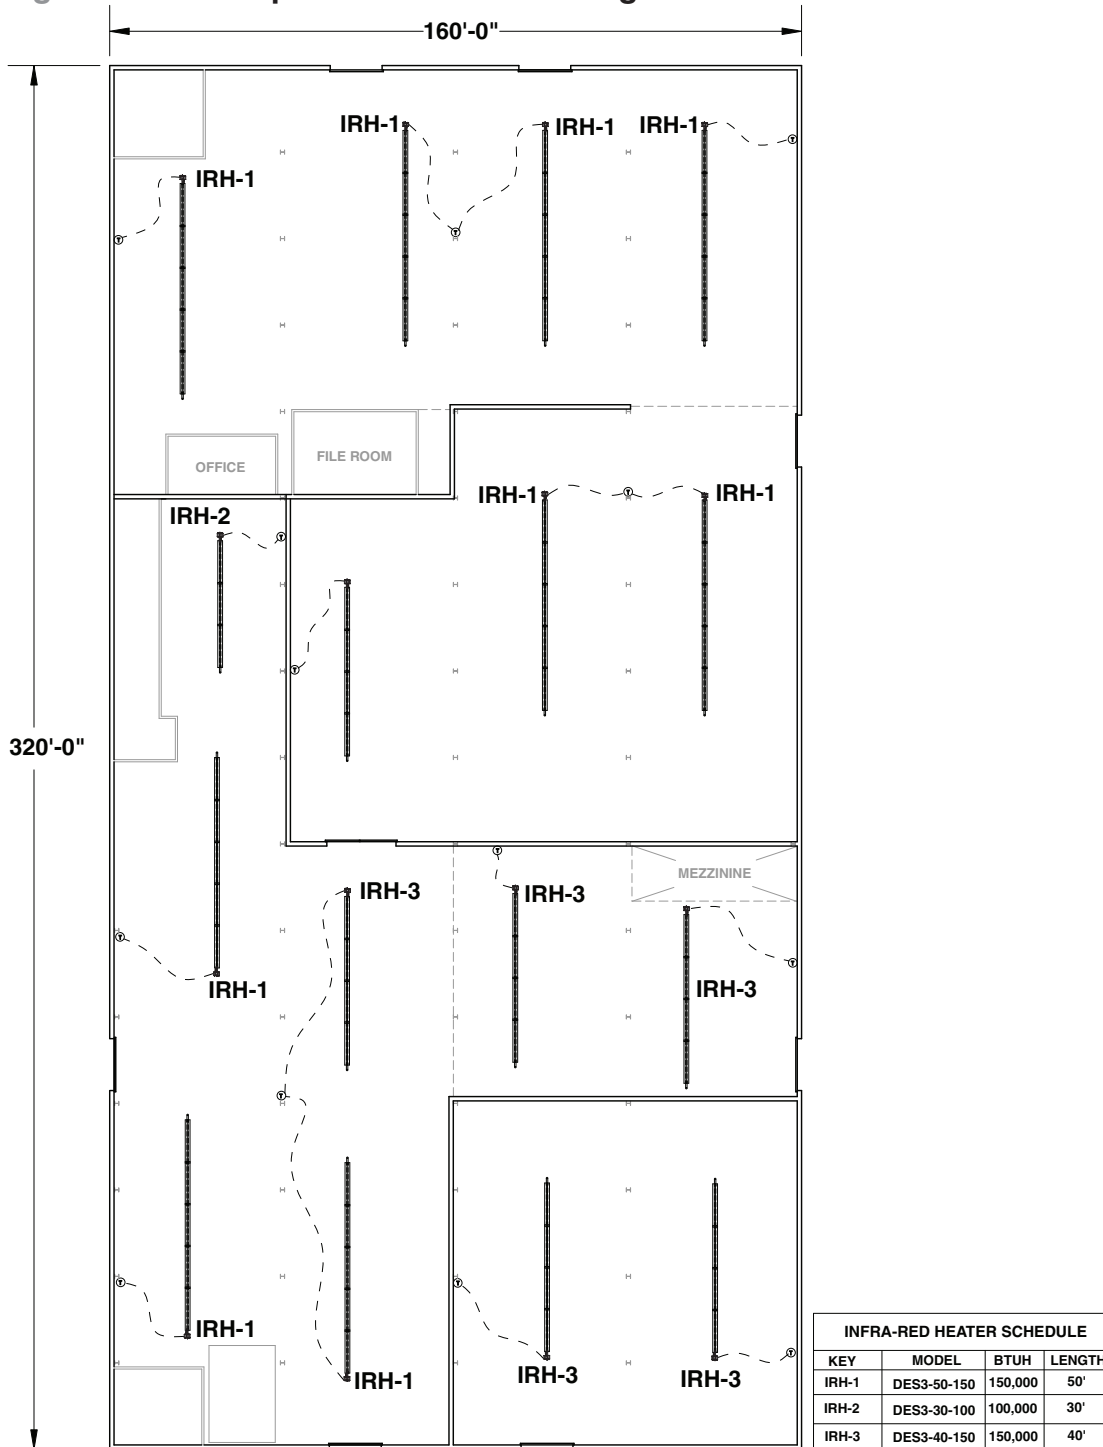 160'-0"
IRH-1
IRH-1
IRH-1
IRH-1
OFFICE
FILE ROOM
IRH-1
IRH-1
IRH-2
320'-0"
MEZZININE
IRH-3
IRH-3
IRH-1
IRH-3
IRH-1
IRH-1
IRH-3
IRH-3
INFRA-RED HEATER SCHEDULE
KEY MODEL BTUH LENGTH
IRH-1 DES3-50-150 150,000 50'
IRH-2 DES3-30-100 100,000 30'
IRH-3 DES3-40-150 150,000 40'